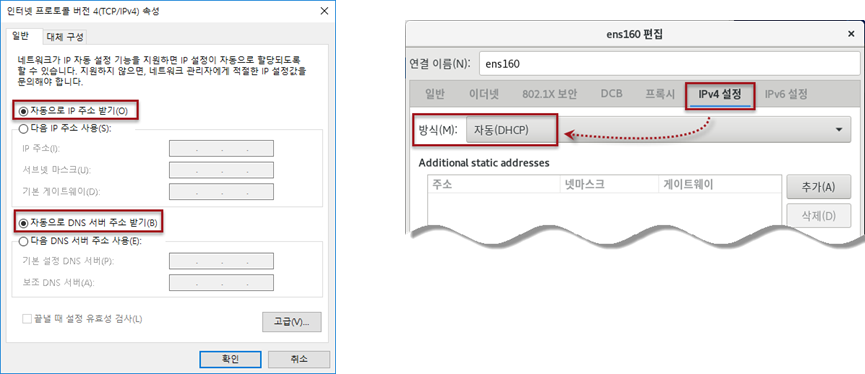 인터넷 프로토콜 버전 4(TCP/IPv4) 속성
일반
대체 구성
네트워크가 IP 자동 설정 기능을 지원하면 IP 설정이 자동으로 할당되도록
할 수 있습니다. 지원하지 않으면, 네트워크 관리자에게 적절한 IP 설정값을
문의해야 합니다.
자동으로 IP 주소 받기(O)
다음 IP 주소 사용(S):
IP 주소(I):
서브넷 마스크(U):
기본 게이트웨이(D):
자동으로 DNS 서버 주소 받기(B)
다음 DNS 서버 주소 사용(E):
기본 설정 DNS 서버(P):
보조 DNS 서버(A):
끝낼 때 설정 유효성 검사(L)
고급(V)...
확인
취소
ens160 편집
연결 이름(N):
ens160
일반
이더넷
802.1X 보안
DCB
프록시
IPv4 설정
IPv6 설정
방식(M):
자동(DHCP)
Additional static addresses
주소
넷마스크
게이트웨이
추가(A)
삭제(D)